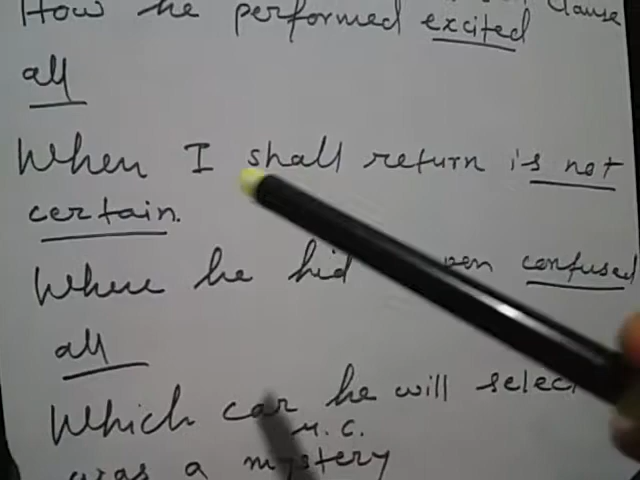 How he performed excited Clause
all
When I shall return is not
certain.
Where he hid confused
all
Which car he will select
M.C.
was a mystery